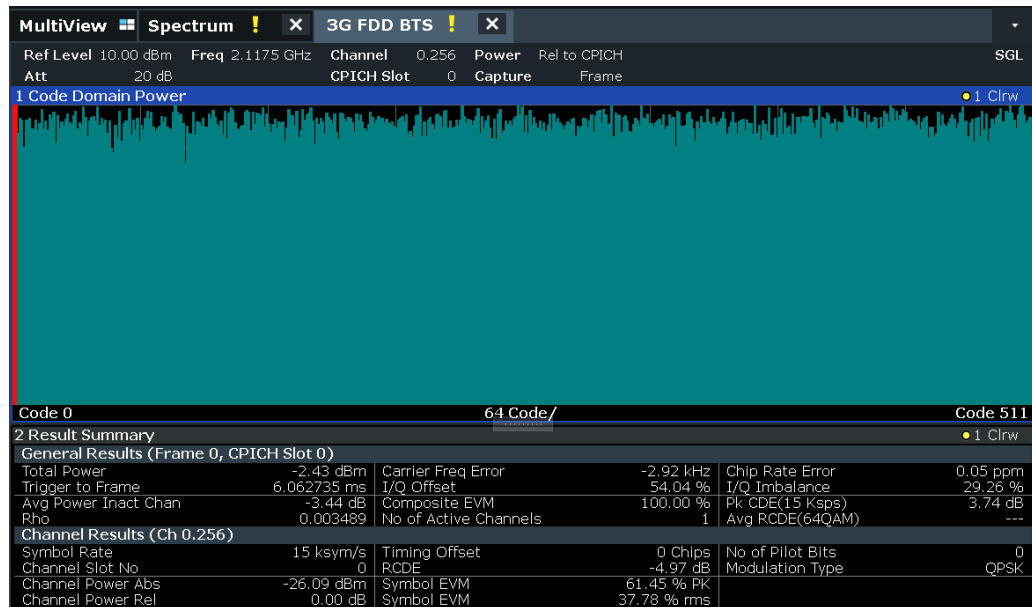 MultiView Spectrum ! X 3G FDD BTS ! X
Ref Level 10.00 dBm Freq 2.1175 GHz Channel 0.256 Power Rel to CPICH SGL
Att 20 dB CPICH Slot 0 Capture Frame
1 Code Domain Power 1 Clrw
Code 0 64 Code/ Code 511
2 Result Summary 1 Clrw
General Results (Frame 0, CPICH Slot 0)
Total Power -2.43 dBm Carrier Freq Error -2.92 kHz Chip Rate Error 0.05 ppm
Trigger to Frame 6.062735 ms I/Q Offset 54.04 % I/Q Imbalance 29.26 %
Avg Power Inact Chan -3.44 dB Composite EVM 100.00 % Pk CDE(15 Ksps) 3.74 dB
Rho 0.003489 No of Active Channels 1 Avg RCDE(64QAM) ---
Channel Results (Ch 0.256)
Symbol Rate 15 ksym/s Timing Offset 0 Chips No of Pilot Bits 0
Channel Slot No 0 RCDE -4.97 dB Modulation Type QPSK
Channel Power Abs -26.09 dBm Symbol EVM 61.45 % PK
Channel Power Rel 0.00 dB Symbol EVM 37.78 % rms